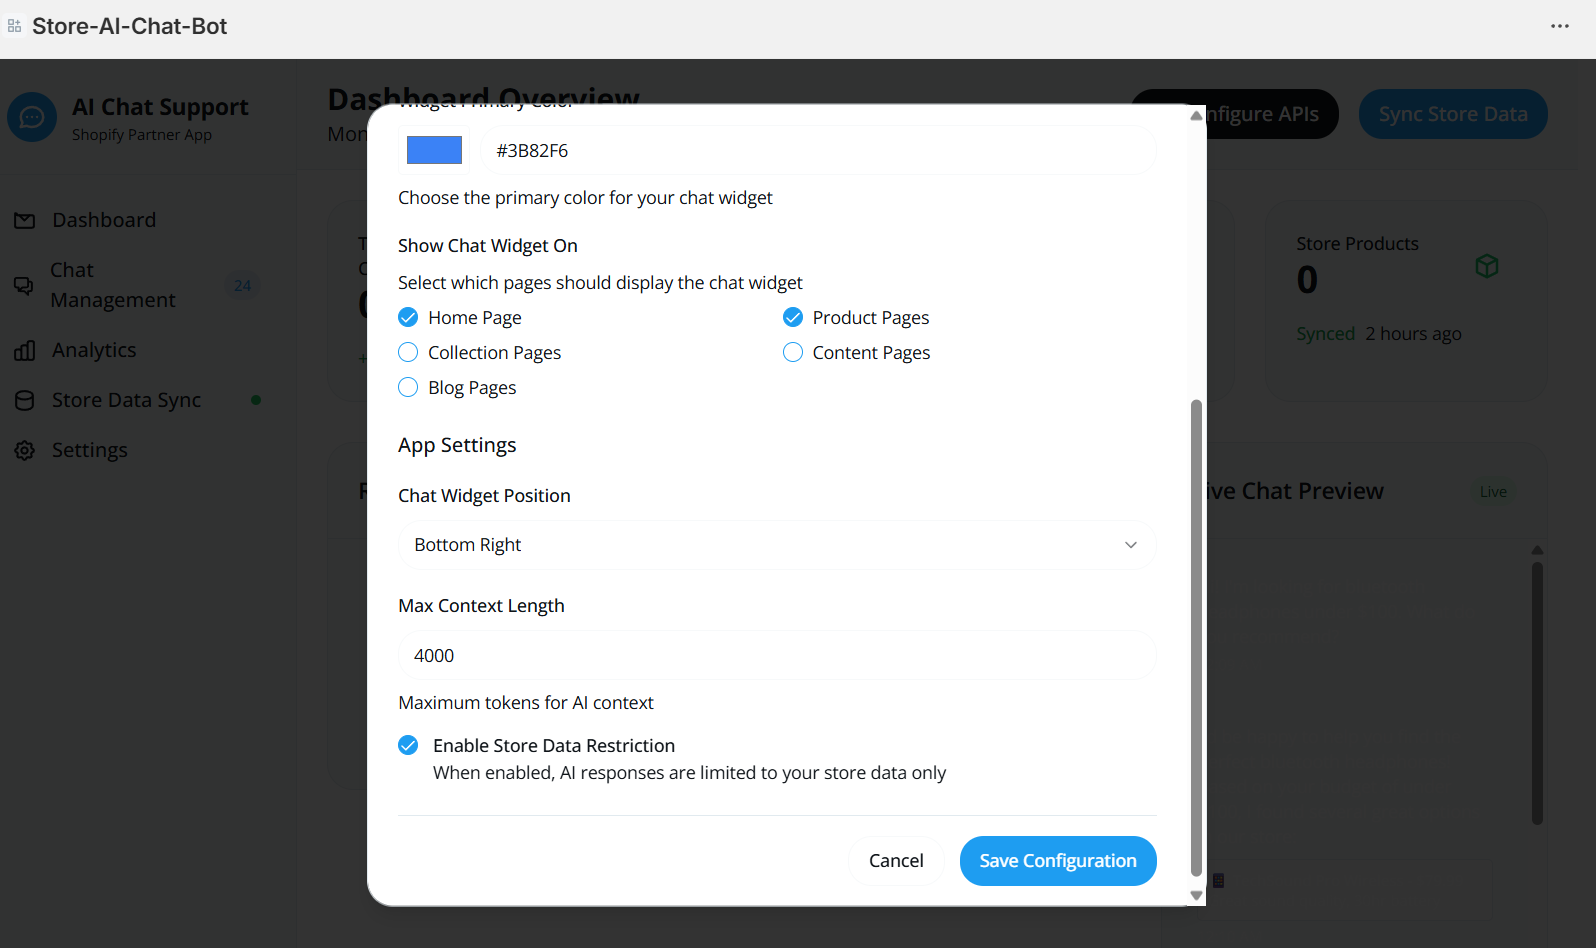 Store-AI-Chat-Bot
AI Chat Support
Shopify Partner App
Dashboard
Chat
Management
24
Analytics
Store Data Sync
Settings
Dashboard Overview
Mon
nfigure APIs
Sync Store Data
Widget Primary Color
#3B82F6
Choose the primary color for your chat widget
Show Chat Widget On
Select which pages should display the chat widget
Home Page
Product Pages
Collection Pages
Content Pages
Blog Pages
App Settings
Chat Widget Position
Bottom Right
Max Context Length
4000
Maximum tokens for AI context
Enable Store Data Restriction
When enabled, AI responses are limited to your store data only
Cancel
Save Configuration
Store Products
0
Synced 2 hours ago
ive Chat Preview
Live